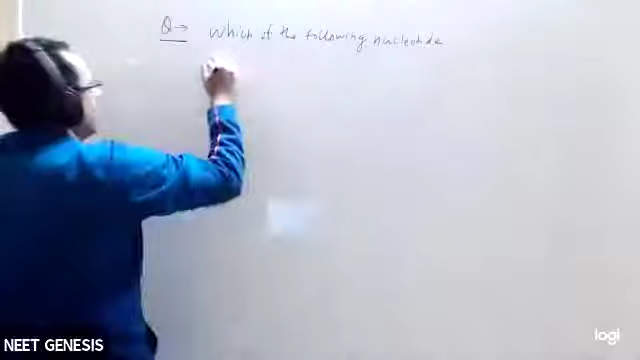 Q→ Which of the following nucleotide
NEET GENESIS
logi